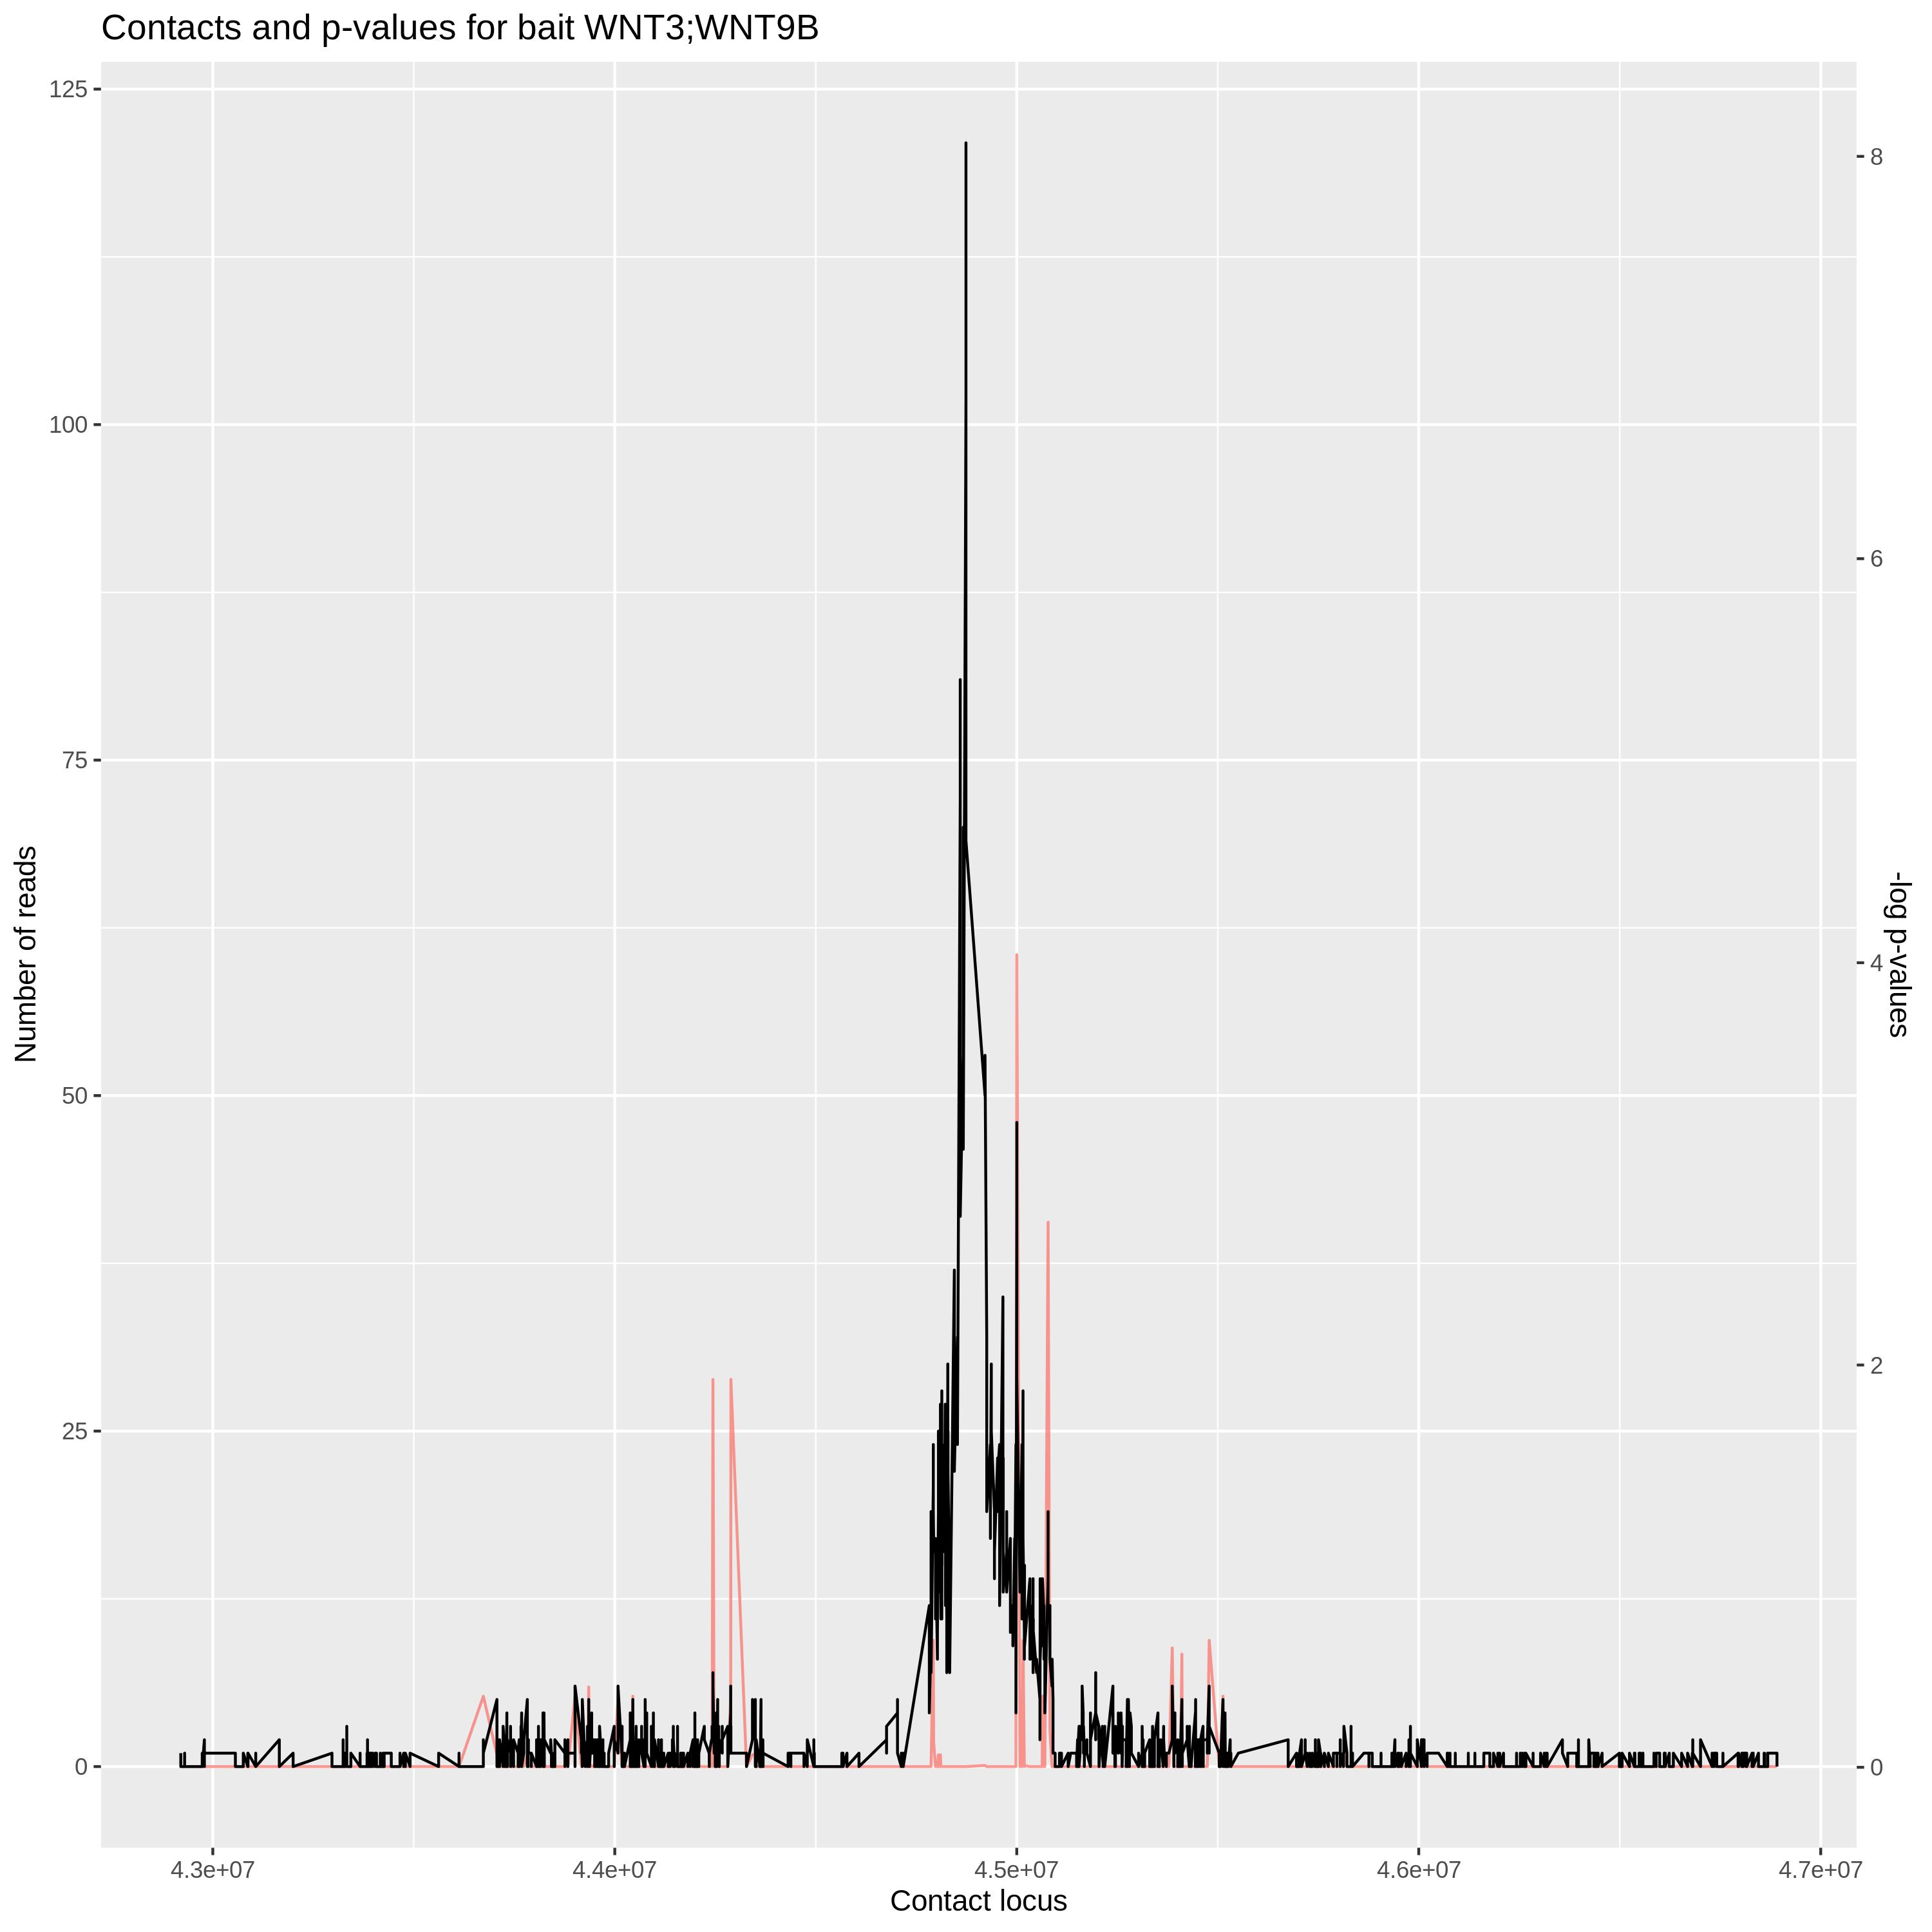 Contacts and p-values for bait WNT3;WNT9B
125
100
75
50
25
0
Number of reads
8
6
4
2
0
-log p-values
4.3e+07
4.4e+07
4.5e+07
4.6e+07
4.7e+07
Contact locus